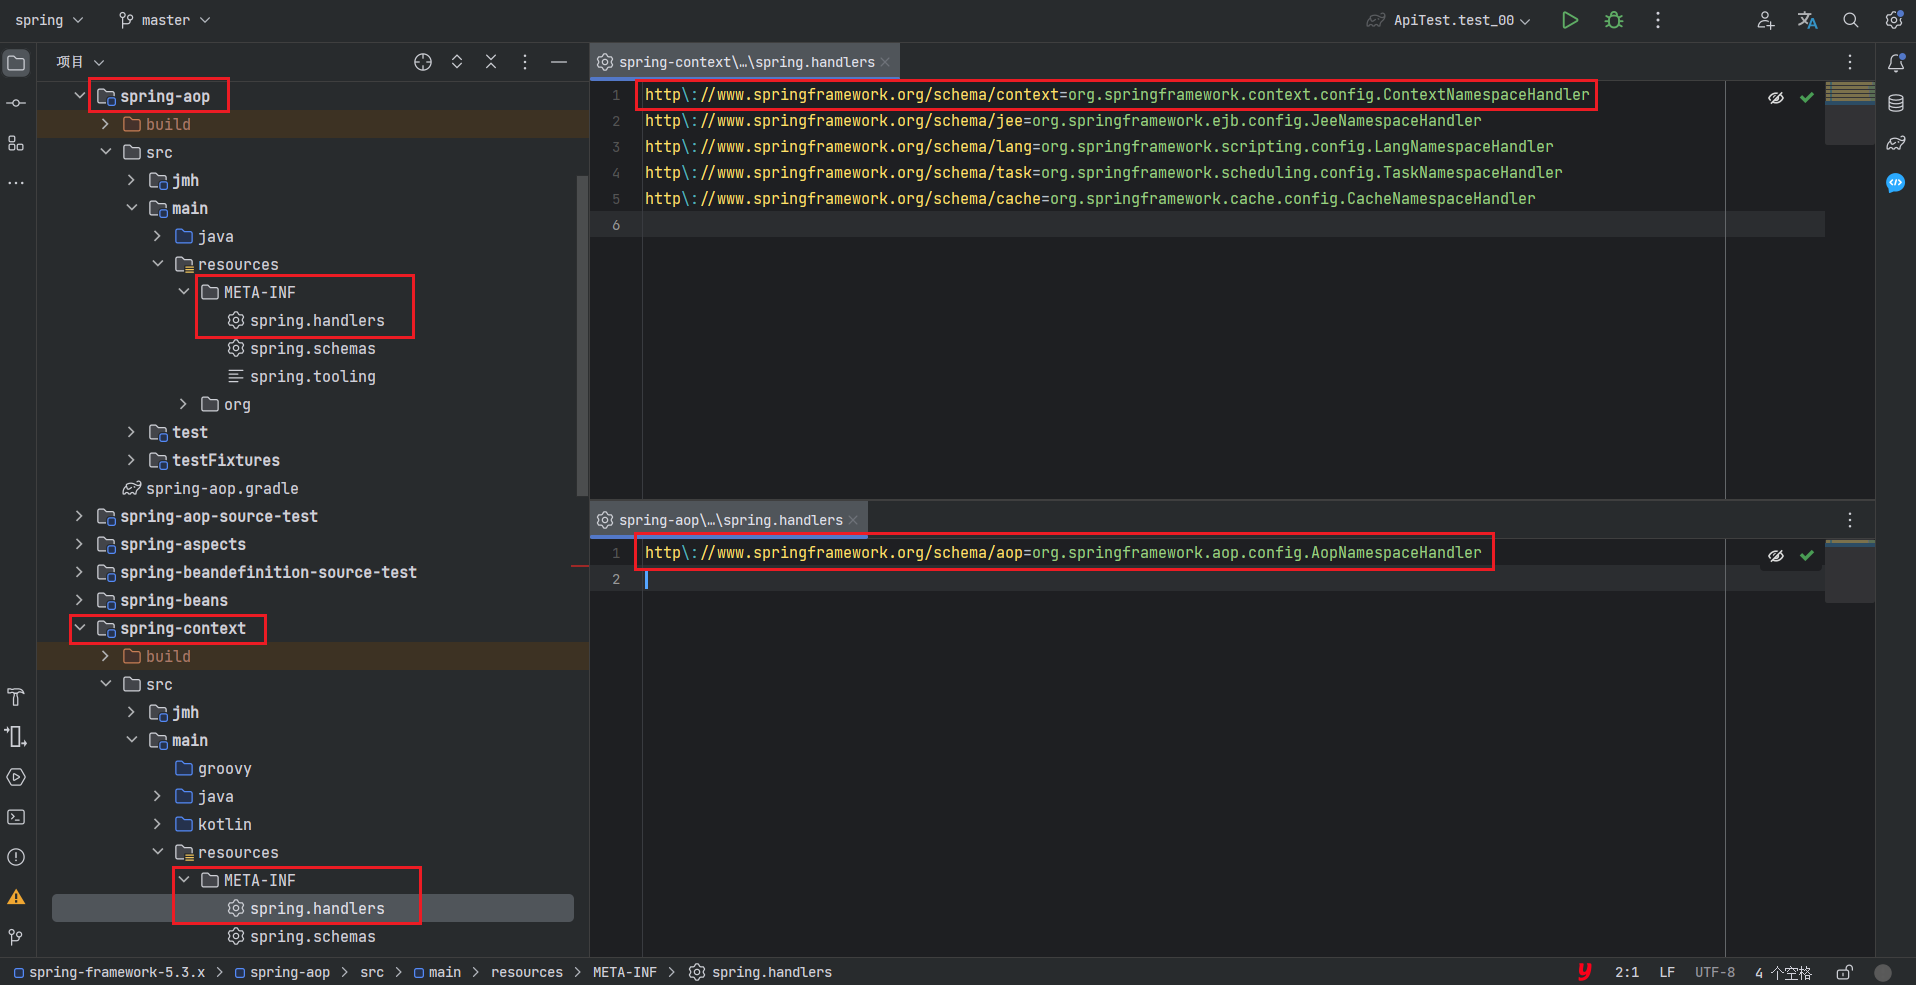 spring
master
ApiTest.test_00
项目
spring-aop
build
src
jmh
main
java
resources
META-INF
spring.handlers
spring.schemas
spring.tooling
org
test
testFixtures
spring-aop.gradle
spring-aop-source-test
spring-aspects
spring-beandefinition-source-test
spring-beans
spring-context
build
src
jmh
main
groovy
java
kotlin
resources
META-INF
spring.handlers
spring.schemas
spring-context\…\spring.handlers
1 http\://www.springframework.org/schema/context=org.springframework.context.config.ContextNamespaceHandler
2 http\://www.springframework.org/schema/jee=org.springframework.ejb.config.JeeNamespaceHandler
3 http\://www.springframework.org/schema/lang=org.springframework.scripting.config.LangNamespaceHandler
4 http\://www.springframework.org/schema/task=org.springframework.scheduling.config.TaskNamespaceHandler
5 http\://www.springframework.org/schema/cache=org.springframework.cache.config.CacheNamespaceHandler
6
spring-aop\…\spring.handlers
1 http\://www.springframework.org/schema/aop=org.springframework.aop.config.AopNamespaceHandler
2
spring-framework-5.3.x > spring-aop > src > main > resources > META-INF > spring.handlers
y 2:1 LF UTF-8 4 个空格